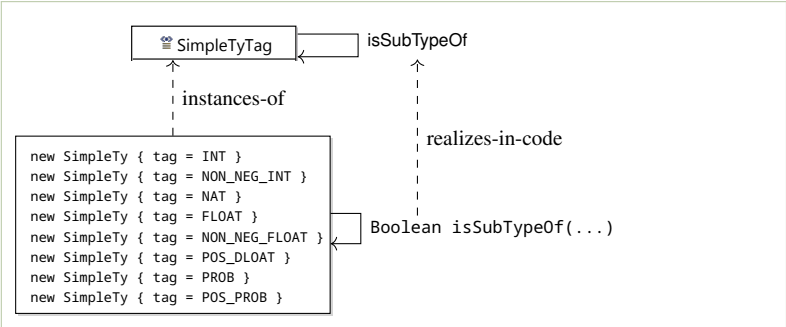 SimpleTyTag
isSubTypeOf
instances-of
realizes-in-code
new SimpleTy { tag = INT }
new SimpleTy { tag = NON_NEG_INT }
new SimpleTy { tag = NAT }
new SimpleTy { tag = FLOAT }
new SimpleTy { tag = NON_NEG_FLOAT }
new SimpleTy { tag = POS_DLOAT }
new SimpleTy { tag = PROB }
new SimpleTy { tag = POS_PROB }
Boolean isSubTypeOf(...)